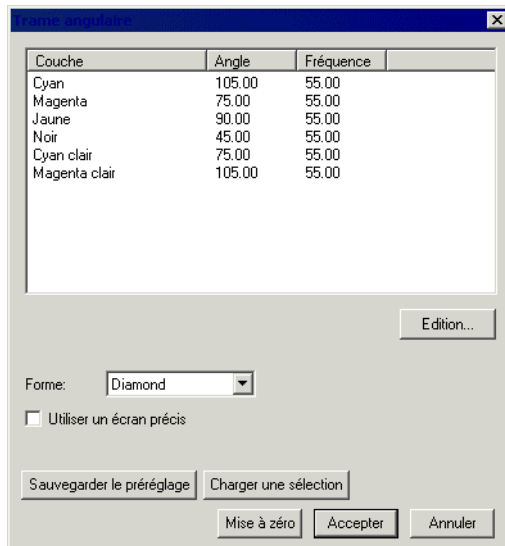 Trame angulaire
Couche Angle Fréquence
Cyan 105.00 55.00
Magenta 75.00 55.00
Jaune 90.00 55.00
Noir 45.00 55.00
Cyan clair 75.00 55.00
Magenta clair 105.00 55.00
Edition...
Forme: Diamond
Utiliser un écran précis
Sauvegarder le préréglage Charger une sélection
Mise à zéro Accepter Annuler